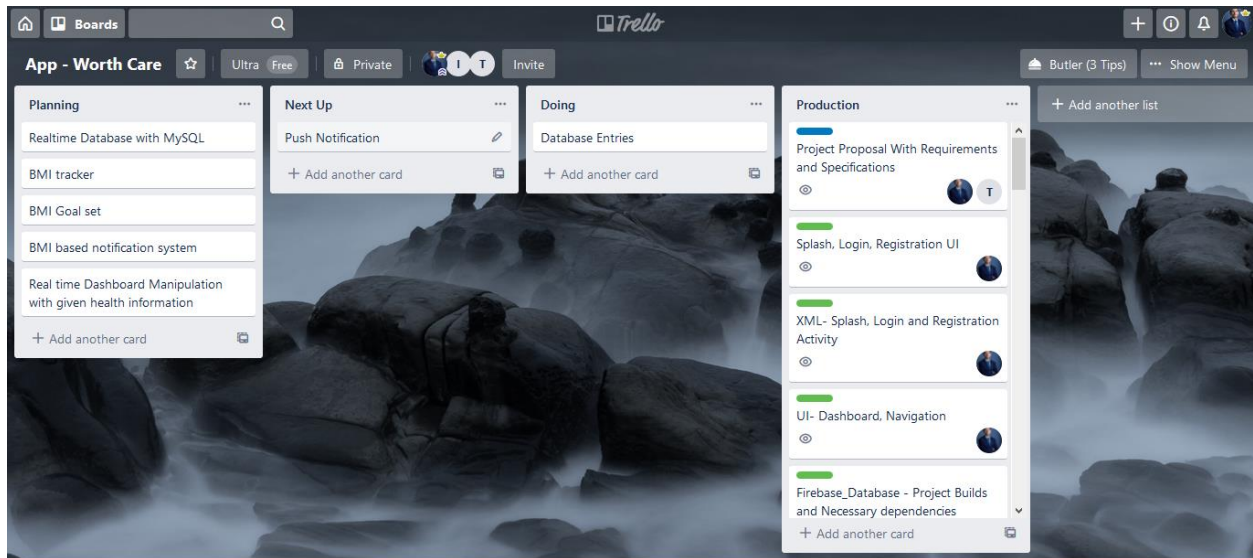 Boards
Trello
App - Worth Care
Ultra Free
Private
I
T
Invite
Butler (3 Tips)
Show Menu
Planning
Realtime Database with MySQL
BMI tracker
BMI Goal set
BMI based notification system
Real time Dashboard Manipulation
with given health information
+ Add another card
Next Up
Push Notification
+ Add another card
Doing
Database Entries
+ Add another card
Production
Project Proposal With Requirements
and Specifications
T
Splash, Login, Registration UI
XML- Splash, Login and Registration
Activity
UI- Dashboard, Navigation
Firebase_Database - Project Builds
and Necessary dependencies
+ Add another card
+ Add another list